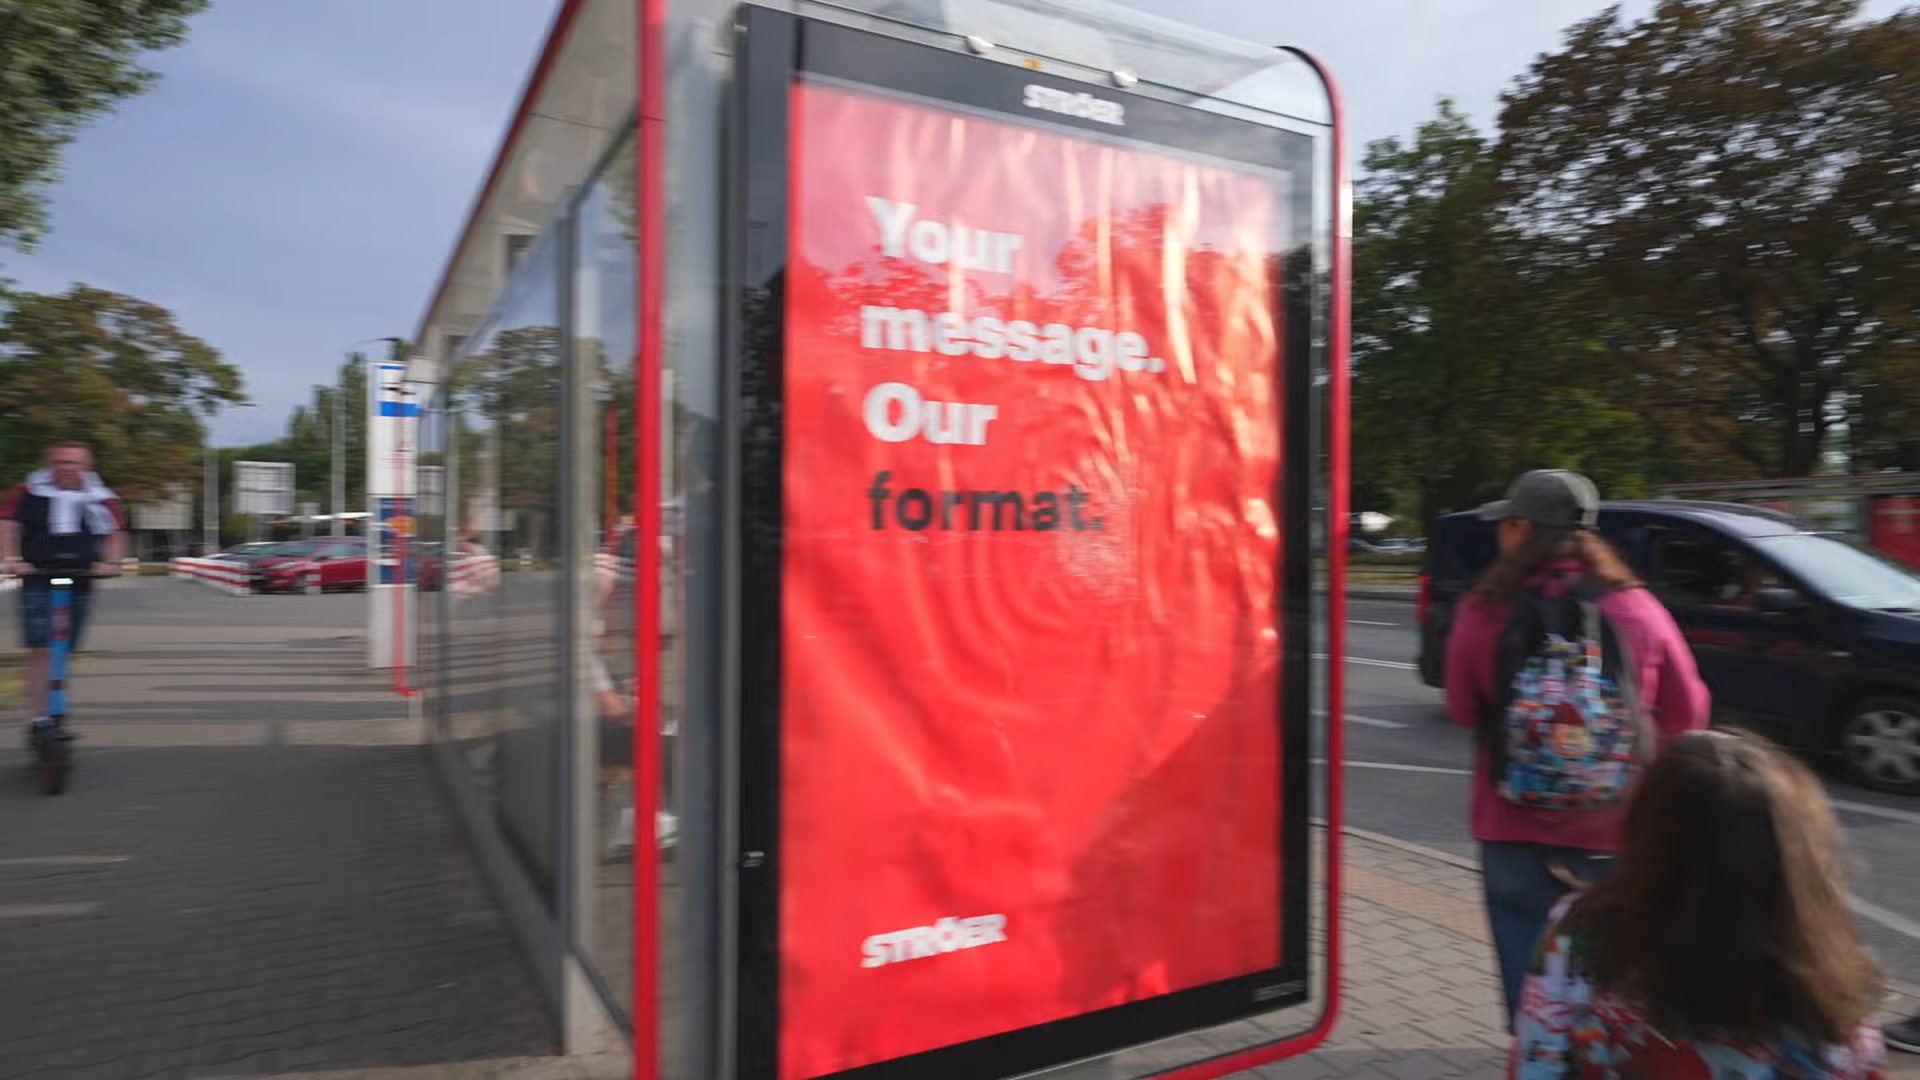 STRÖER
Your
message.
Our
format.
STRÖER